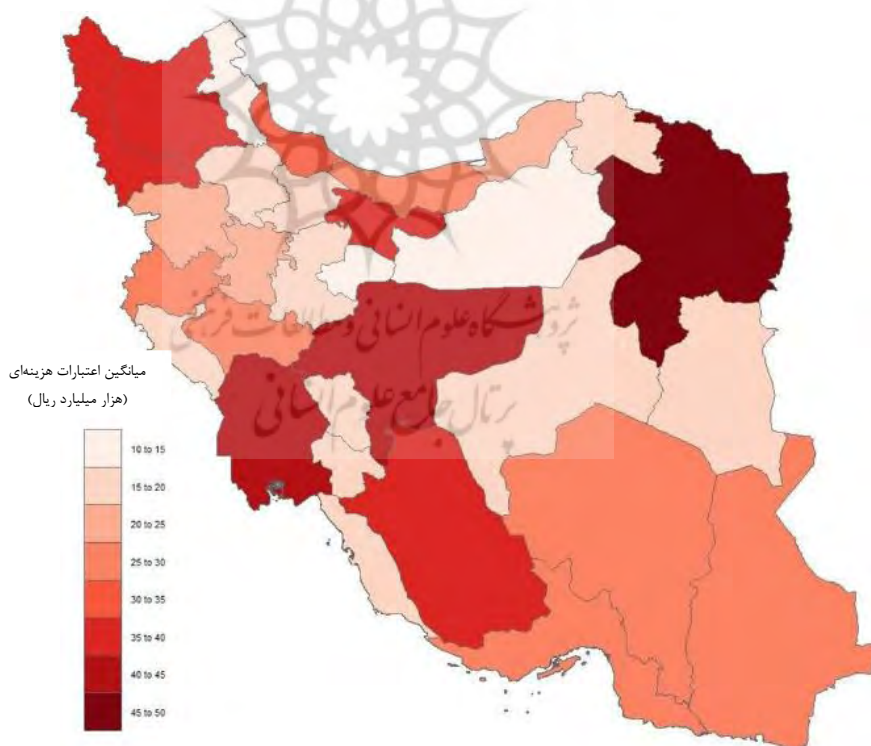 پژوهشگاه علوم انسانی و مطالعات فرهنگی
پرتال جامع علوم انسانی
میانگین اعتبارات هزینه‌ای
(هزار میلیارد ریال)
10 to 15
15 to 20
20 to 25
25 to 30
30 to 35
35 to 40
40 to 45
45 to 50